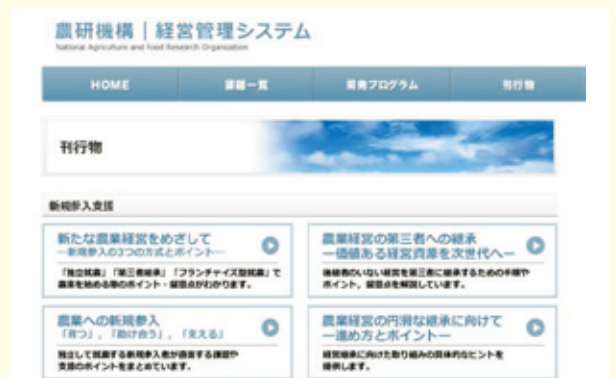 農研機構｜経営管理システム
National Agriculture and Food Research Organization
HOME 課題一覧 開発プログラム 刊行物
刊行物
新規参入支援
新たな農業経営をめざして
―新規参入の3つの方式とポイント―
「独立就農」「第三者継承」「フランチャイズ型就農」で
農業を始める際のポイント・留意点がわかります。
農業経営の第三者への継承
―価値ある経営資源を次世代へ―
後継者のいない経営を第三者に継承するための手順や
ポイント，留意点を解説しています。
農業への新規参入
「育つ」，「助け合う」，「支える」
独立して就農する新規参入者が直面する課題や
支援のポイントをまとめています。
農業経営の円滑な継承に向けて
―進め方とポイント―
経営継承に向けた取り組みの具体的なヒントを
提供します。